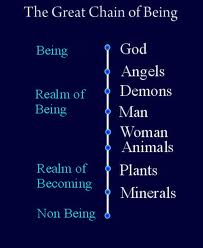 The Great Chain of Being
Being
God
Angels
Realm of
Being
Demons
Man
Woman
Animals
Realm of
Becoming
Plants
Minerals
Non Being